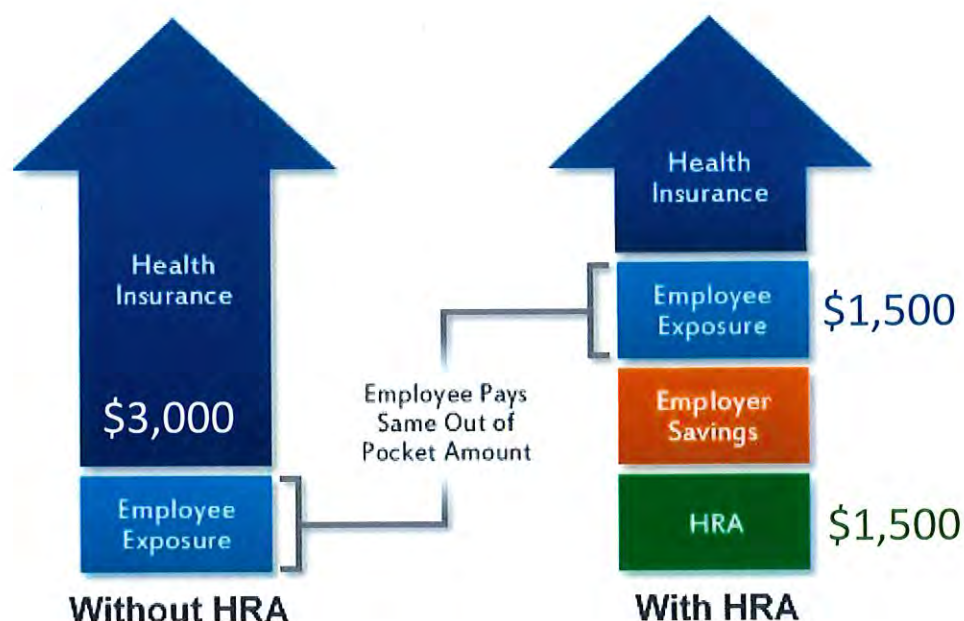 Health
Insurance
$3,000
Employee
Exposure
Without HRA
Employee Pays
Same Out of
Pocket Amount
Health
Insurance
Employee
Exposure
$1,500
Employer
Savings
HRA
$1,500
With HRA